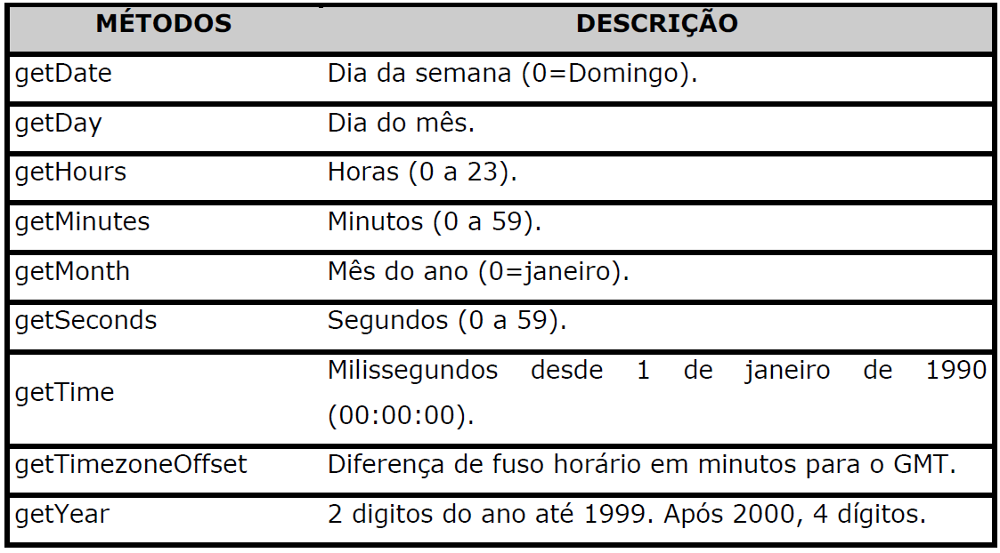 MÉTODOS DESCRIÇÃO
getDate Dia da semana (0=Domingo).
getDay Dia do mês.
getHours Horas (0 a 23).
getMinutes Minutos (0 a 59).
getMonth Mês do ano (0=janeiro).
getSeconds Segundos (0 a 59).
getTime Milissegundos desde 1 de janeiro de 1990
(00:00:00).
getTimezoneOffset Diferença de fuso horário em minutos para o GMT.
getYear 2 digitos do ano até 1999. Após 2000, 4 dígitos.